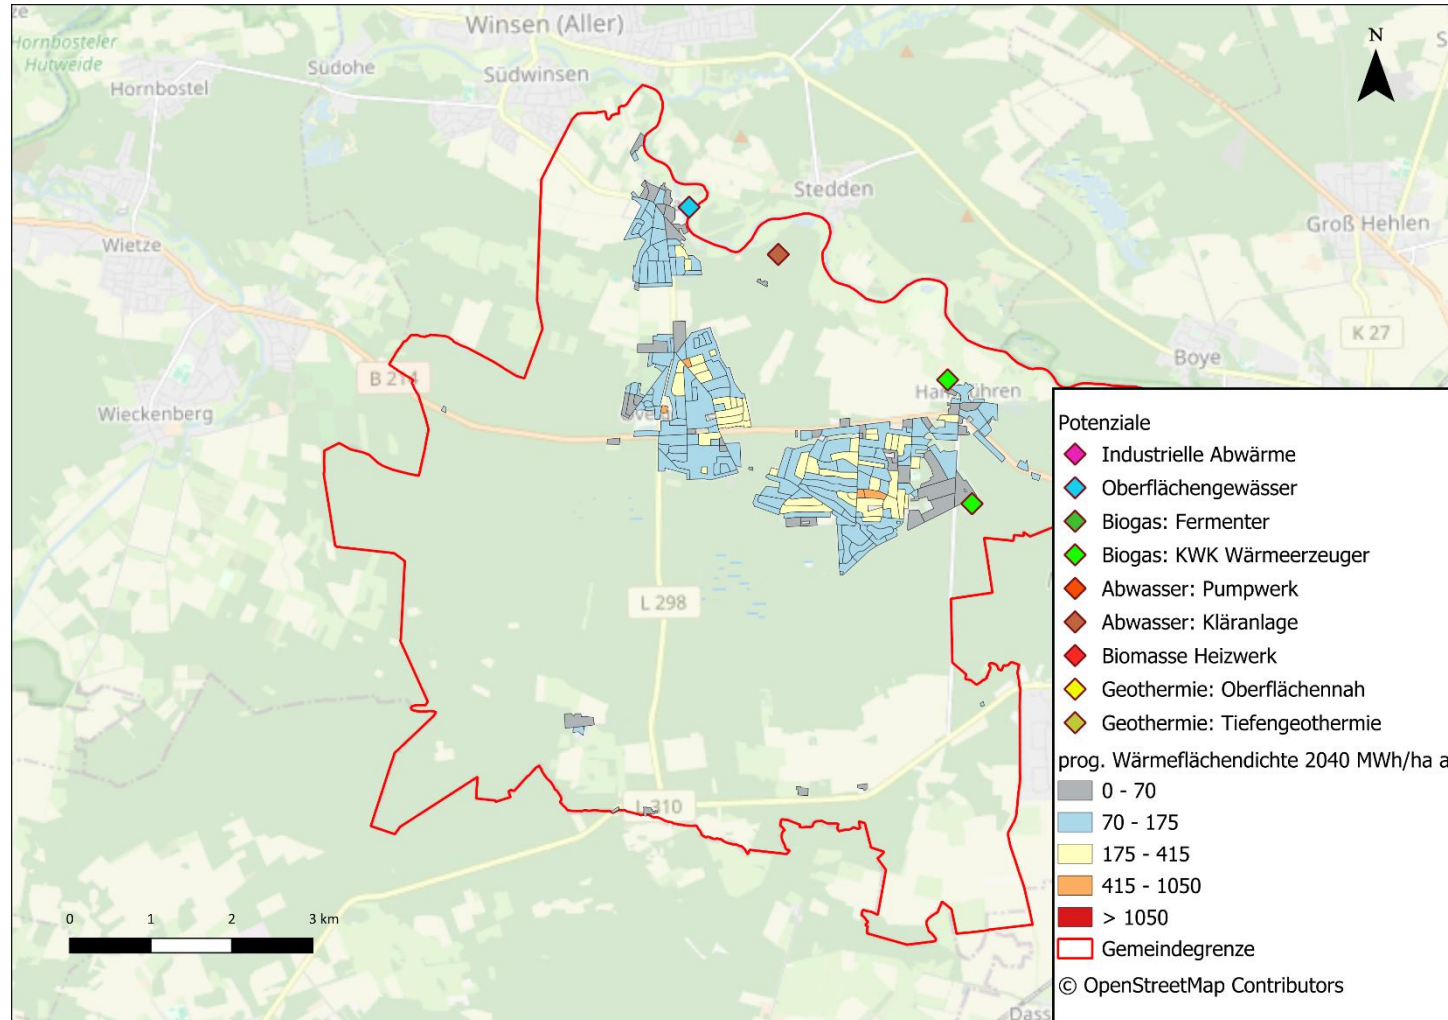 Winsen (Aller)
Hornbosteler
Hutweide
Südohe
Südwinsen
Hornbostel
N
Stedden
Groß Hehlen
Wietze
K 27
Boye
B 214
Wieckenberg
L 298
L 310
Dass
0 1 2 3 km
Potenziale
Industrielle Abwärme
Oberflächengewässer
Biogas: Fermenter
Biogas: KWK Wärmeerzeuger
Abwasser: Pumpwerk
Abwasser: Kläranlage
Biomasse Heizwerk
Geothermie: Oberflächennah
Geothermie: Tiefengeothermie
prog. Wärmeflächendichte 2040 MWh/ha a
0 - 70
70 - 175
175 - 415
415 - 1050
> 1050
Gemeindegrenze
© OpenStreetMap Contributors